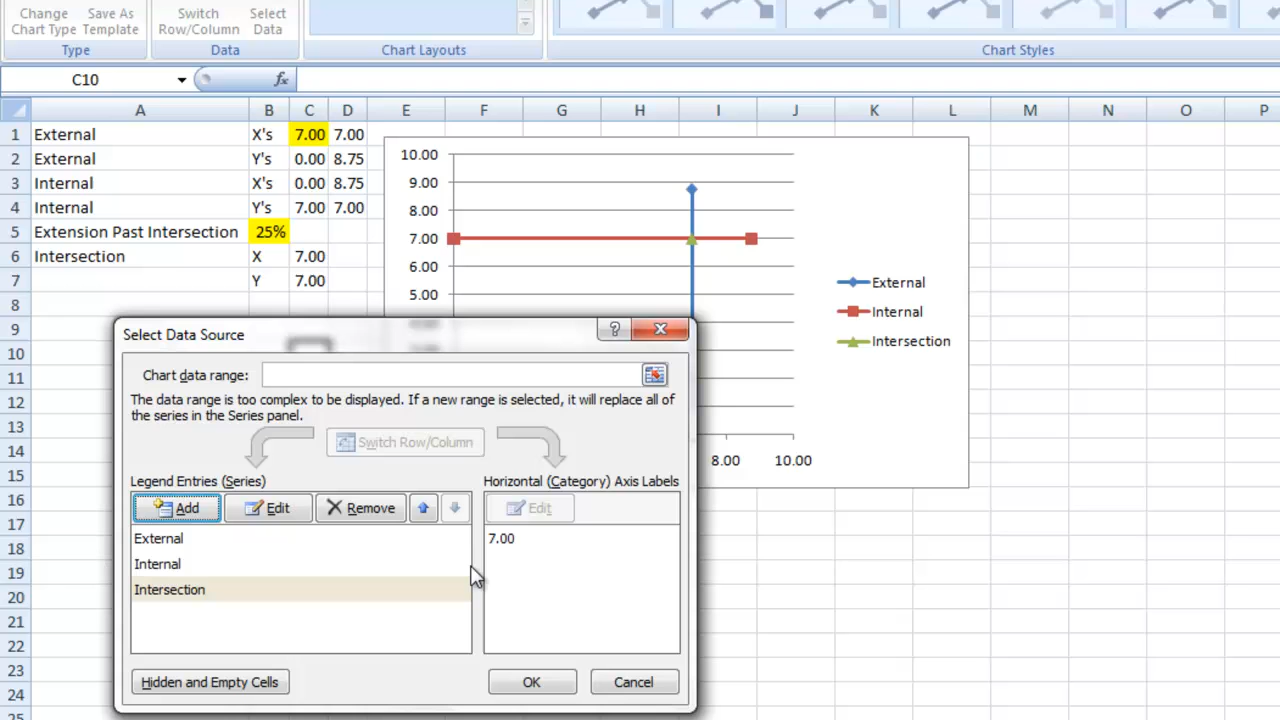 Change Chart Type
Save As Template
Switch Row/Column
Select Data
Type
Data
Chart Layouts
Chart Styles
C10
fx
A B C D E F G H I J K L M N O P
1 External X's 7.00 7.00
2 External Y's 0.00 8.75
3 Internal X's 0.00 8.75
4 Internal Y's 7.00 7.00
5 Extension Past Intersection 25%
6 Intersection X 7.00
7 Y 7.00
8
9
10
11
12
13
14
15
16
17
18
19
20
21
22
23
24
25
10.00
9.00
8.00
7.00
6.00
5.00
8.00 10.00
External
Internal
Intersection
Select Data Source
?
Chart data range:
The data range is too complex to be displayed. If a new range is selected, it will replace all of
the series in the Series panel.
Switch Row/Column
Legend Entries (Series)
Horizontal (Category) Axis Labels
Add Edit Remove
Edit
External
Internal
Intersection
7.00
Hidden and Empty Cells
OK
Cancel